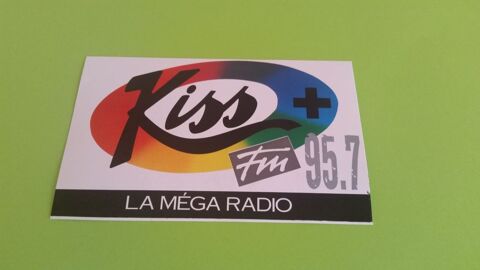 Kiss +
Fm 95.7
LA MÉGA RADIO